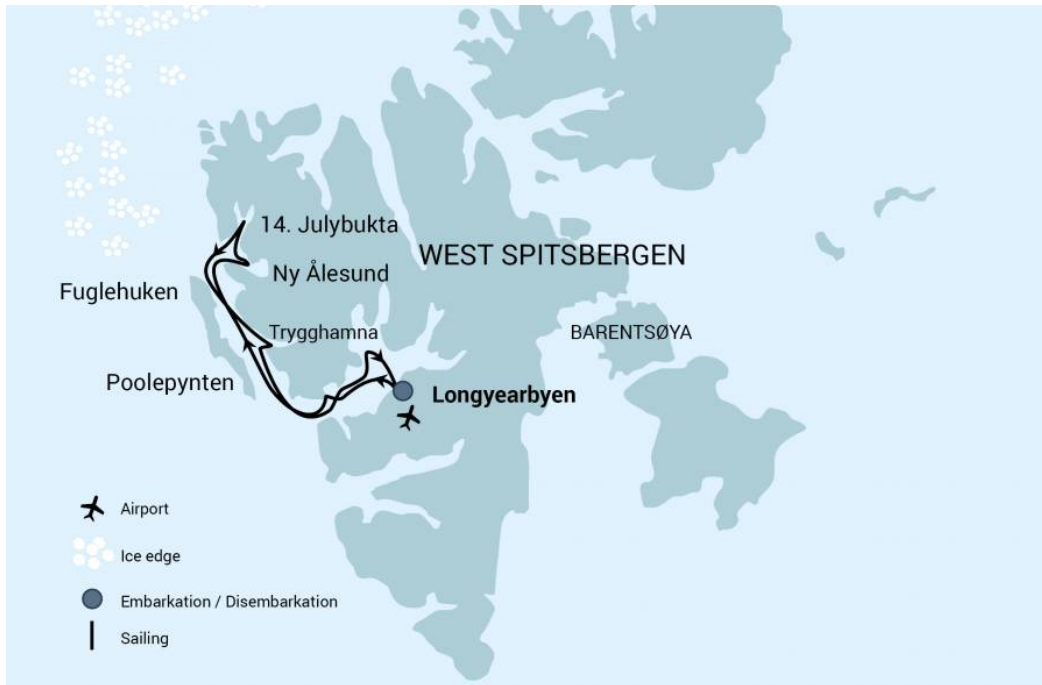 14. Julybukta
WEST SPITSBERGEN
Ny Ålesund
Fuglehuken
Trygghamna
BARENTSØYA
Poolepynten
Longyearbyen
Airport
Ice edge
Embarkation / Disembarkation
Sailing